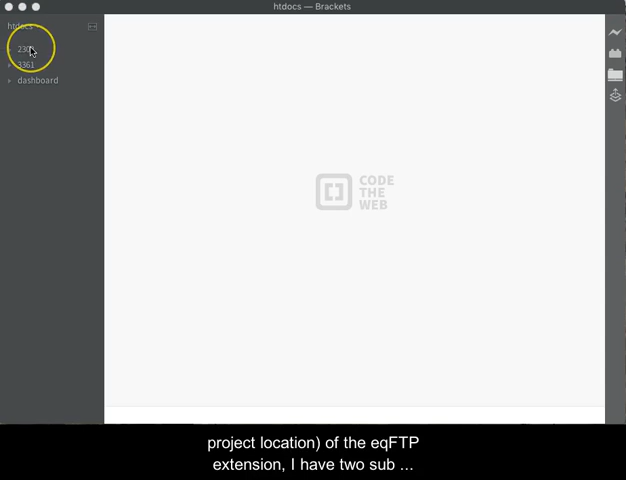 htdocs — Brackets
htdocs
3361
dashboard
CODE
THE
WEB
project location) of the eqFTP
extension, I have two sub ...